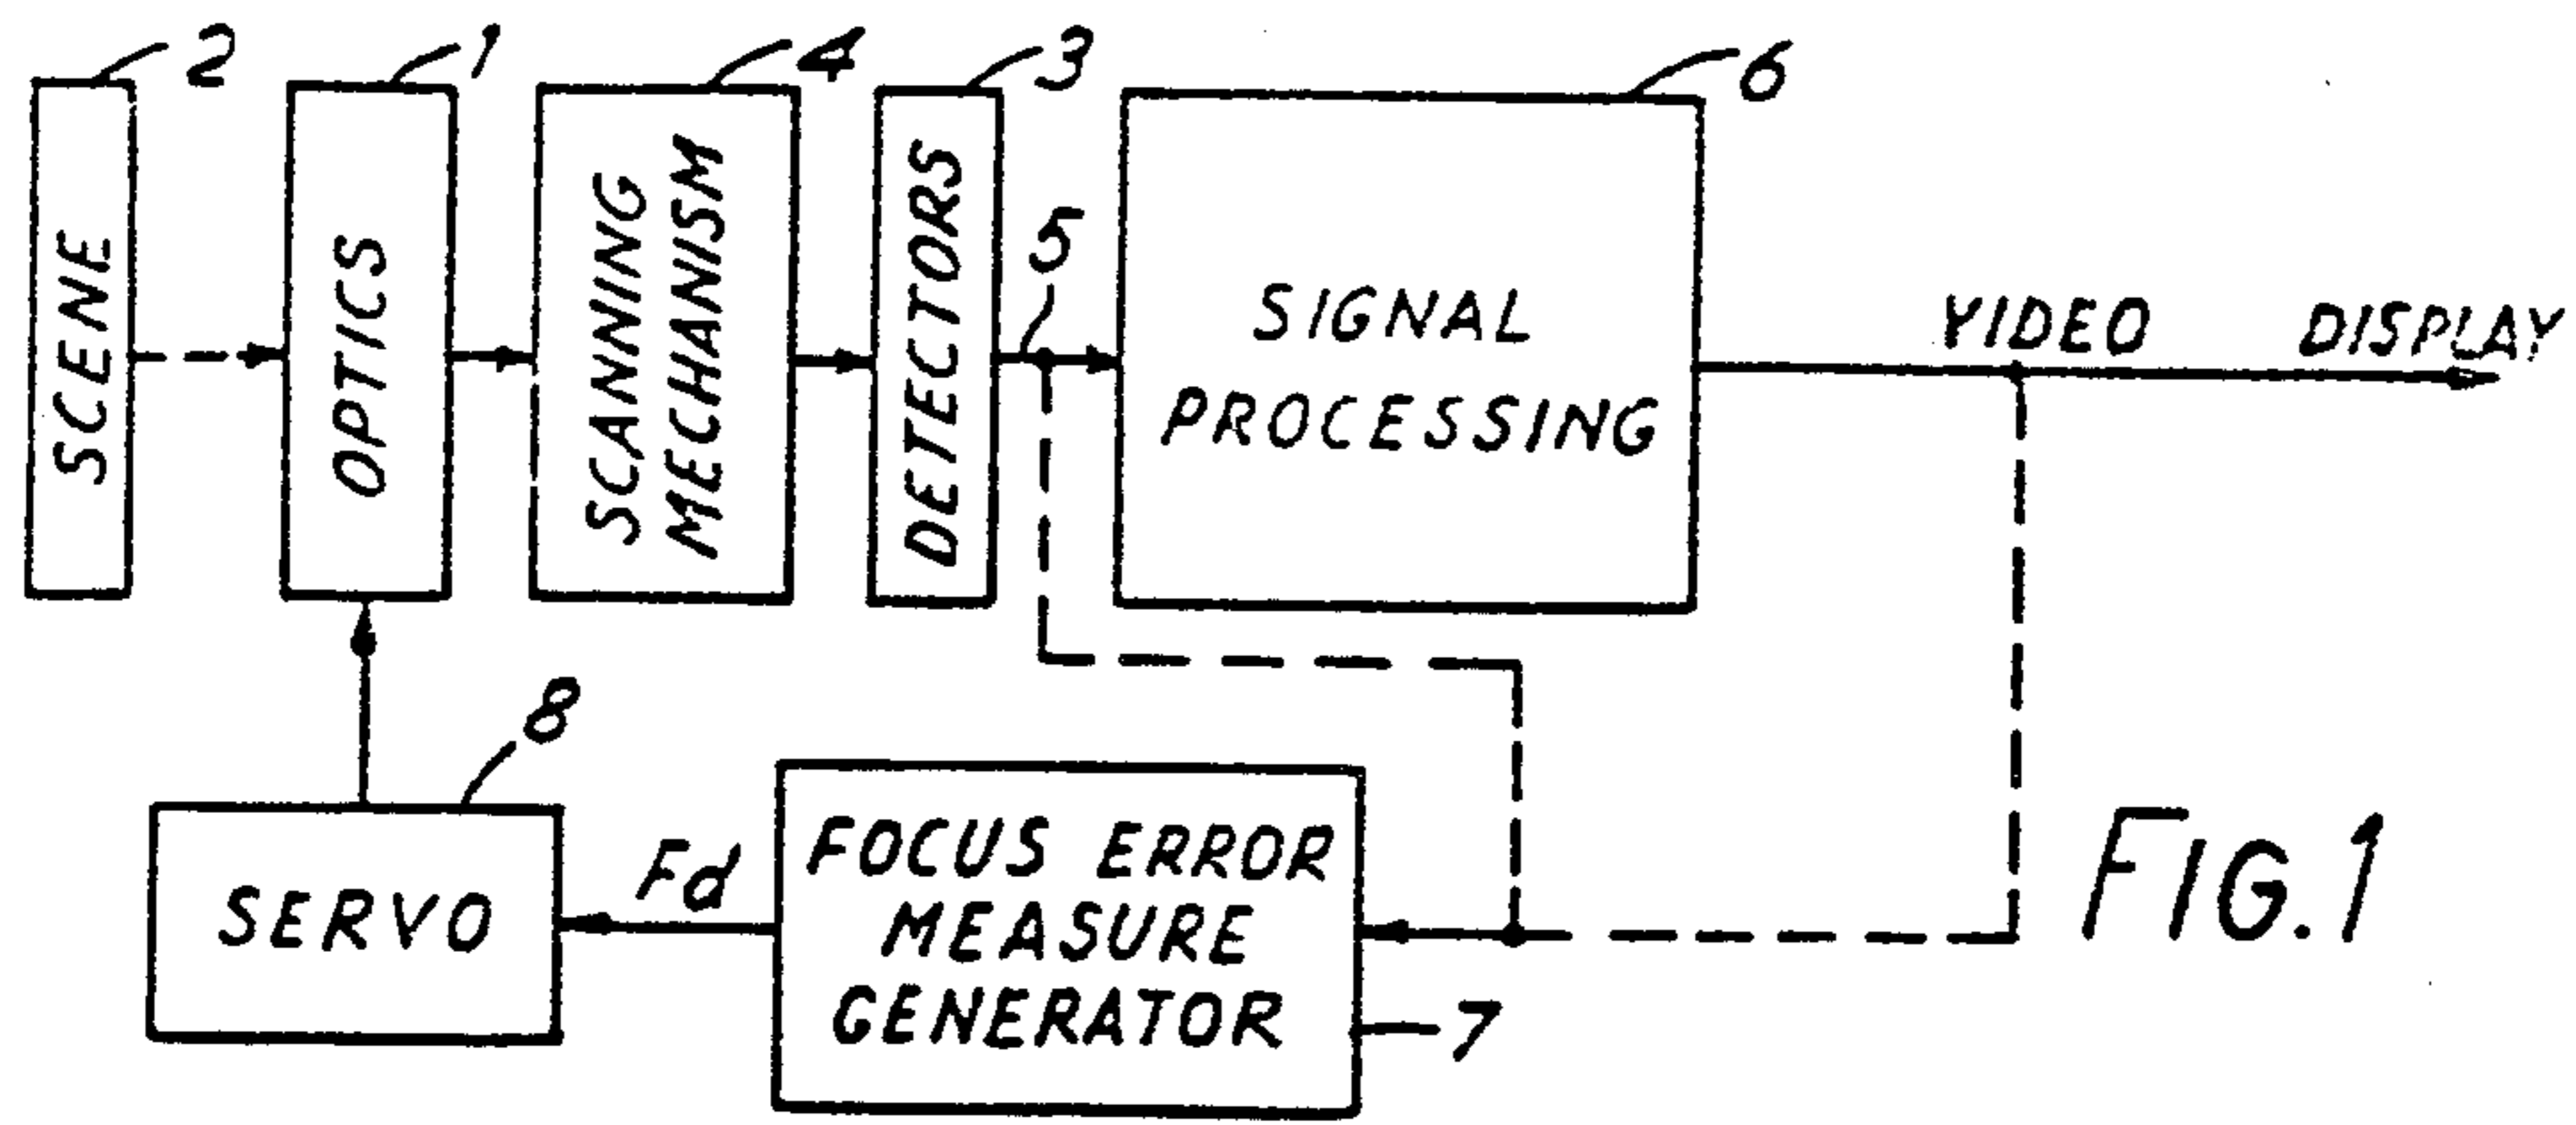 2
1
4
3
6
SCENE
OPTICS
SCANNING
MECHANISM
DETECTORS
5
SIGNAL
PROCESSING
VIDEO
DISPLAY
8
SERVO
Fd
FOCUS ERROR
MEASURE
GENERATOR
7
FIG.1